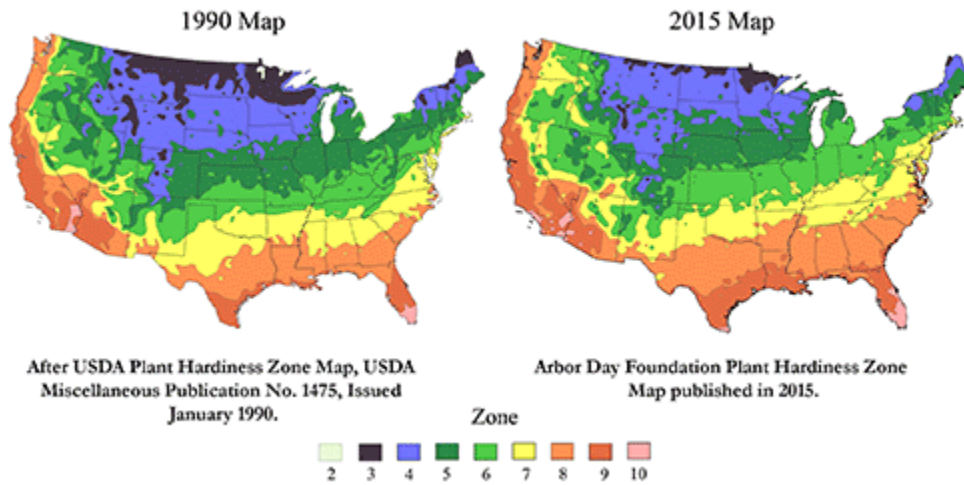 1990 Map
2015 Map
After USDA Plant Hardiness Zone Map, USDA
Miscellaneous Publication No. 1475, Issued
January 1990.
Arbor Day Foundation Plant Hardiness Zone
Map published in 2015.
Zone
2 3 4 5 6 7 8 9 10